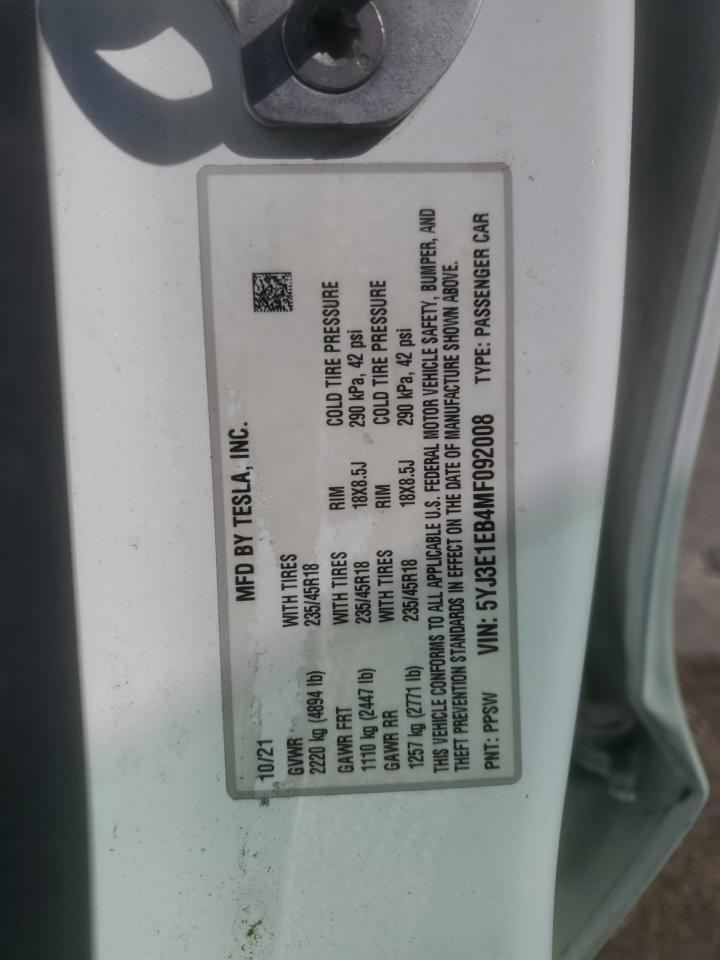 10/21 MFD BY TESLA, INC.
GVWR WITH TIRES
2220 kg (4894 lb) 235/45R18
GAWR FRT WITH TIRES RIM COLD TIRE PRESSURE
1110 kg (2447 lb) 235/45R18 18X8.5J 290 kPa, 42 psi
GAWR RR WITH TIRES RIM COLD TIRE PRESSURE
1257 kg (2771 lb) 235/45R18 18X8.5J 290 kPa, 42 psi
THIS VEHICLE CONFORMS TO ALL APPLICABLE U.S. FEDERAL MOTOR VEHICLE SAFETY, BUMPER, AND
THEFT PREVENTION STANDARDS IN EFFECT ON THE DATE OF MANUFACTURE SHOWN ABOVE.
PNT: PPSW VIN: 5YJ3E1EB4MF092008 TYPE: PASSENGER CAR